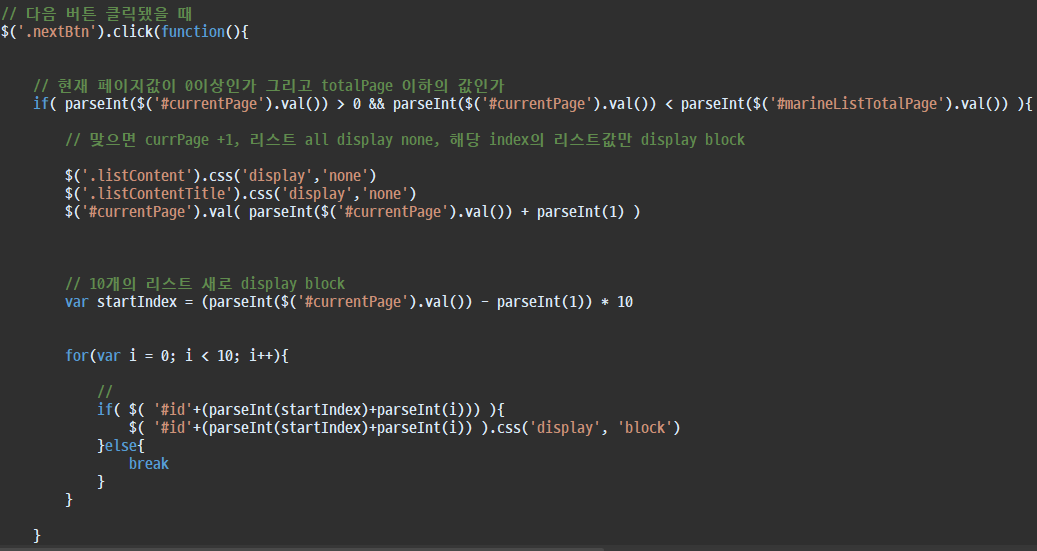 // 다음 버튼 클릭됐을 때
$('.nextBtn').click(function(){
// 현재 페이지값이 0이상인가 그리고 totalPage 이하의 값인가
if( parseInt($('#currentPage').val()) > 0 && parseInt($('#currentPage').val()) < parseInt($('#marineListTotalPage').val()) ){
// 맞으면 currPage +1, 리스트 all display none, 해당 index의 리스트값만 display block
$('.listContent').css('display','none')
$('.listContentTitle').css('display','none')
$('#currentPage').val( parseInt($('#currentPage').val()) + parseInt(1) )
// 10개의 리스트 새로 display block
var startIndex = (parseInt($('#currentPage').val()) - parseInt(1)) * 10
for(var i = 0; i < 10; i++){
//
if( $( '#id'+(parseInt(startIndex)+parseInt(i))) ){
$( '#id'+(parseInt(startIndex)+parseInt(i)) ).css('display', 'block')
}else{
break
}
}
}